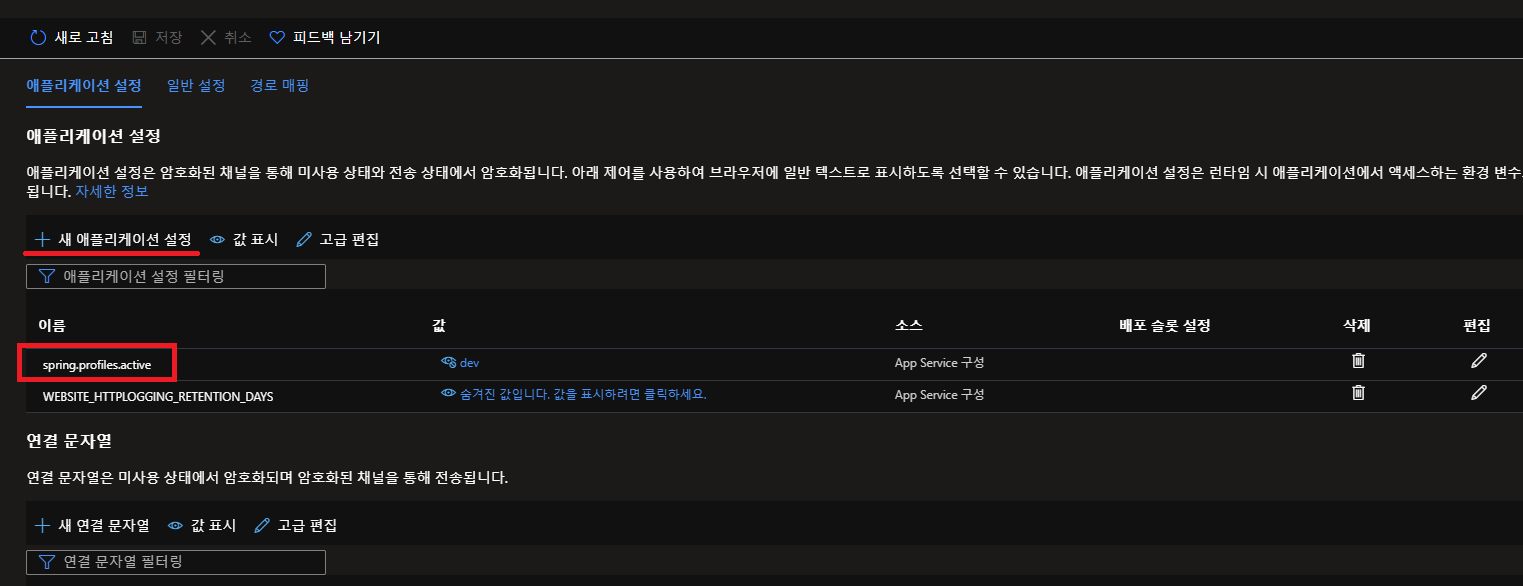 새로 고침 저장 취소 피드백 남기기
애플리케이션 설정 일반 설정 경로 매핑
애플리케이션 설정
애플리케이션 설정은 암호화된 채널을 통해 미사용 상태와 전송 상태에서 암호화됩니다. 아래 제어를 사용하여 브라우저에 일반 텍스트로 표시하도록 선택할 수 있습니다. 애플리케이션 설정은 런타임 시 애플리케이션에서 액세스하는 환경 변수로
됩니다. 자세한 정보
새 애플리케이션 설정 값 표시 고급 편집
애플리케이션 설정 필터링
이름 값 소스 배포 슬롯 설정 삭제 편집
spring.profiles.active dev App Service 구성
WEBSITE_HTTPLOGGING_RETENTION_DAYS 숨겨진 값입니다. 값을 표시하려면 클릭하세요. App Service 구성
연결 문자열
연결 문자열은 미사용 상태에서 암호화되며 암호화된 채널을 통해 전송됩니다.
새 연결 문자열 값 표시 고급 편집
연결 문자열 필터링